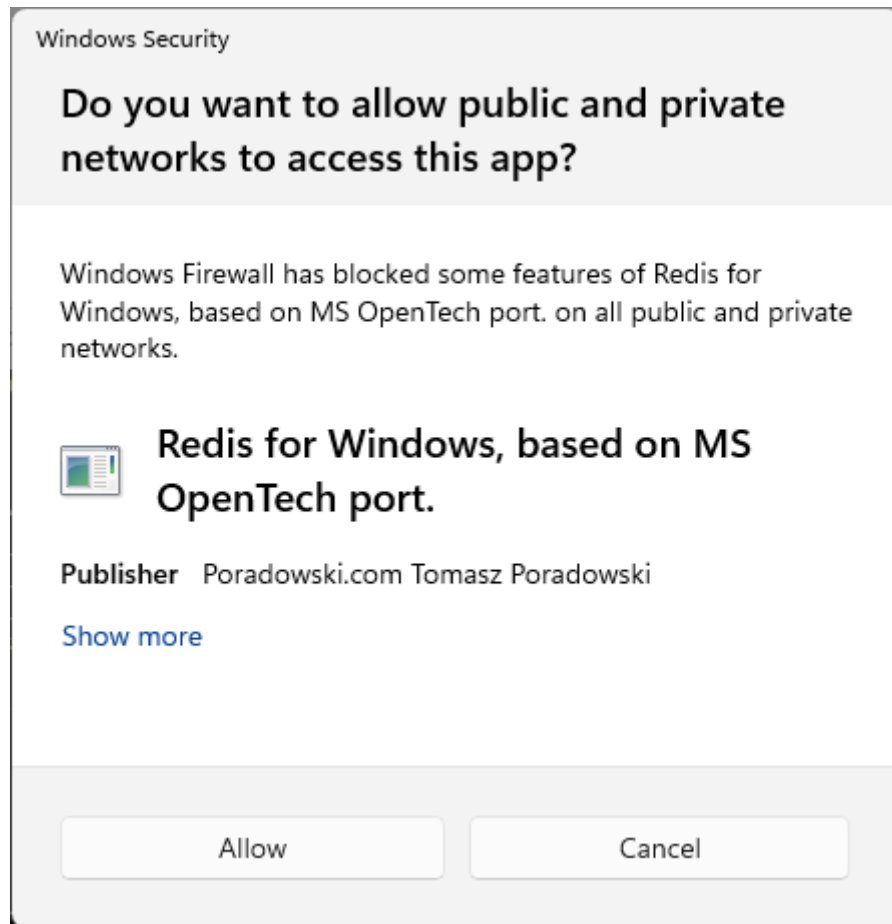 Windows Security
Do you want to allow public and private
networks to access this app?
Windows Firewall has blocked some features of Redis for
Windows, based on MS OpenTech port. on all public and private
networks.
Redis for Windows, based on MS
OpenTech port.
Publisher Poradowski.com Tomasz Poradowski
Show more
Allow Cancel